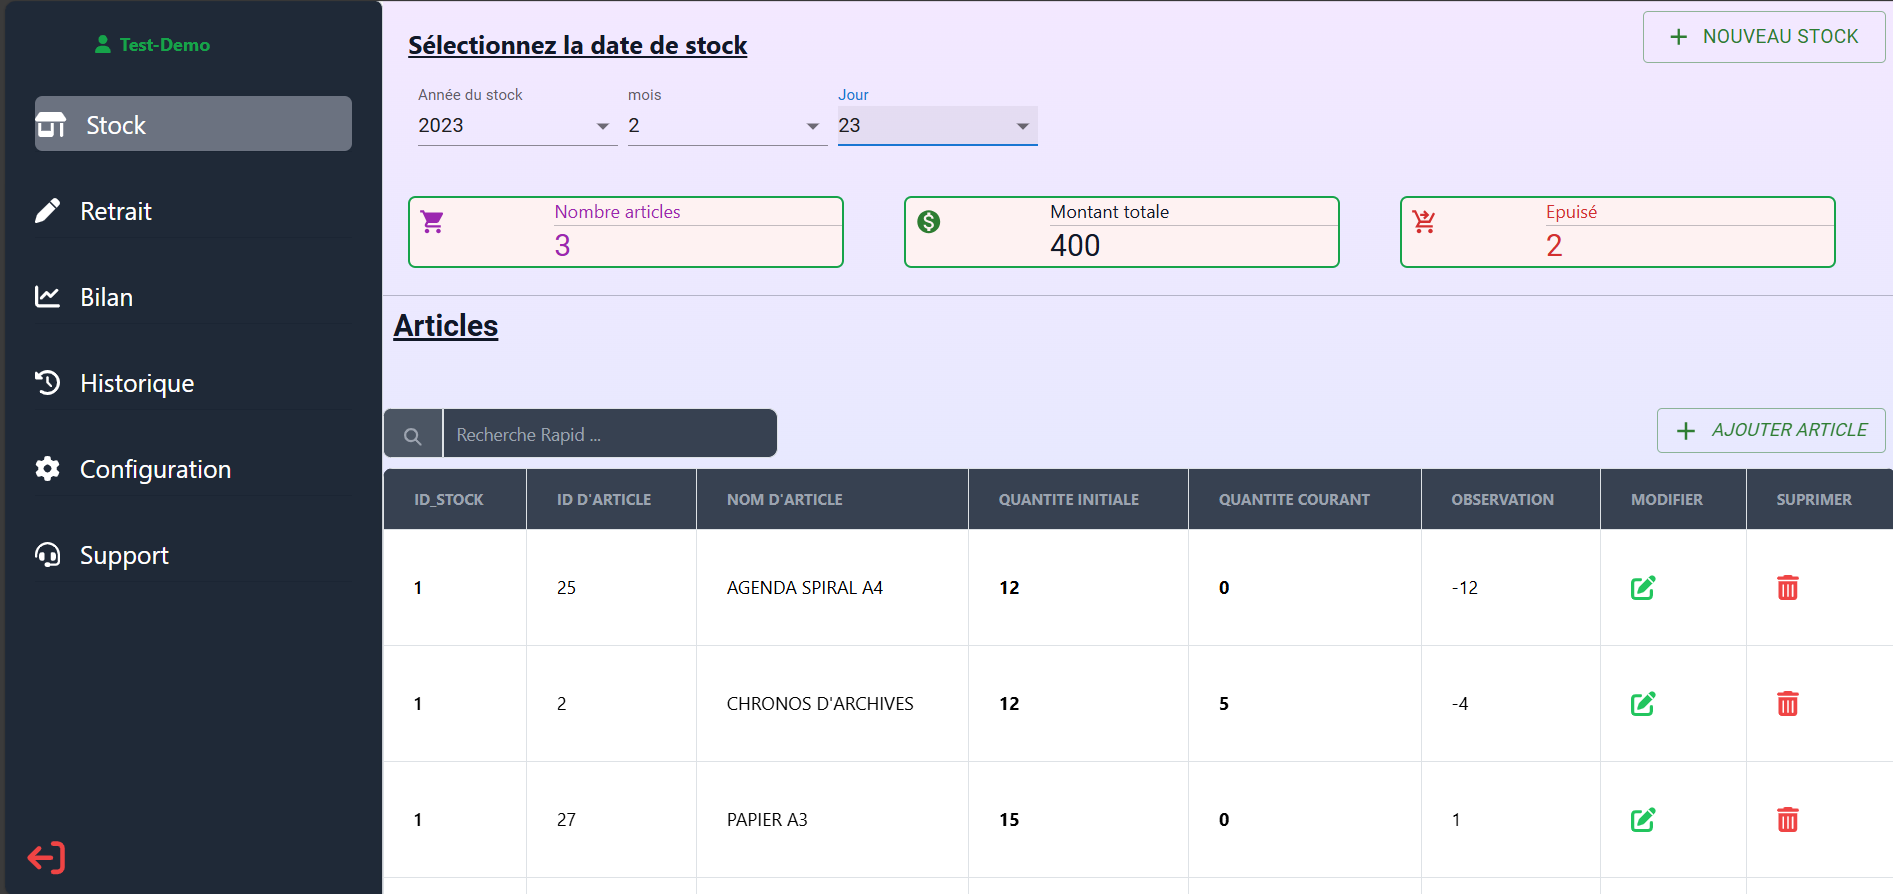 Test-Demo
Stock
Retrait
Bilan
Historique
Configuration
Support
Sélectionnez la date de stock
NOUVEAU STOCK
Année du stock mois Jour
2023 2 23
Nombre articles
3
Montant totale
400
Epuisé
2
Articles
Recherche Rapid ...
AJOUTER ARTICLE
ID_STOCK ID D'ARTICLE NOM D'ARTICLE QUANTITE INITIALE QUANTITE COURANT OBSERVATION MODIFIER SUPRIMER
1 25 AGENDA SPIRAL A4 12 0 -12
1 2 CHRONOS D'ARCHIVES 12 5 -4
1 27 PAPIER A3 15 0 1